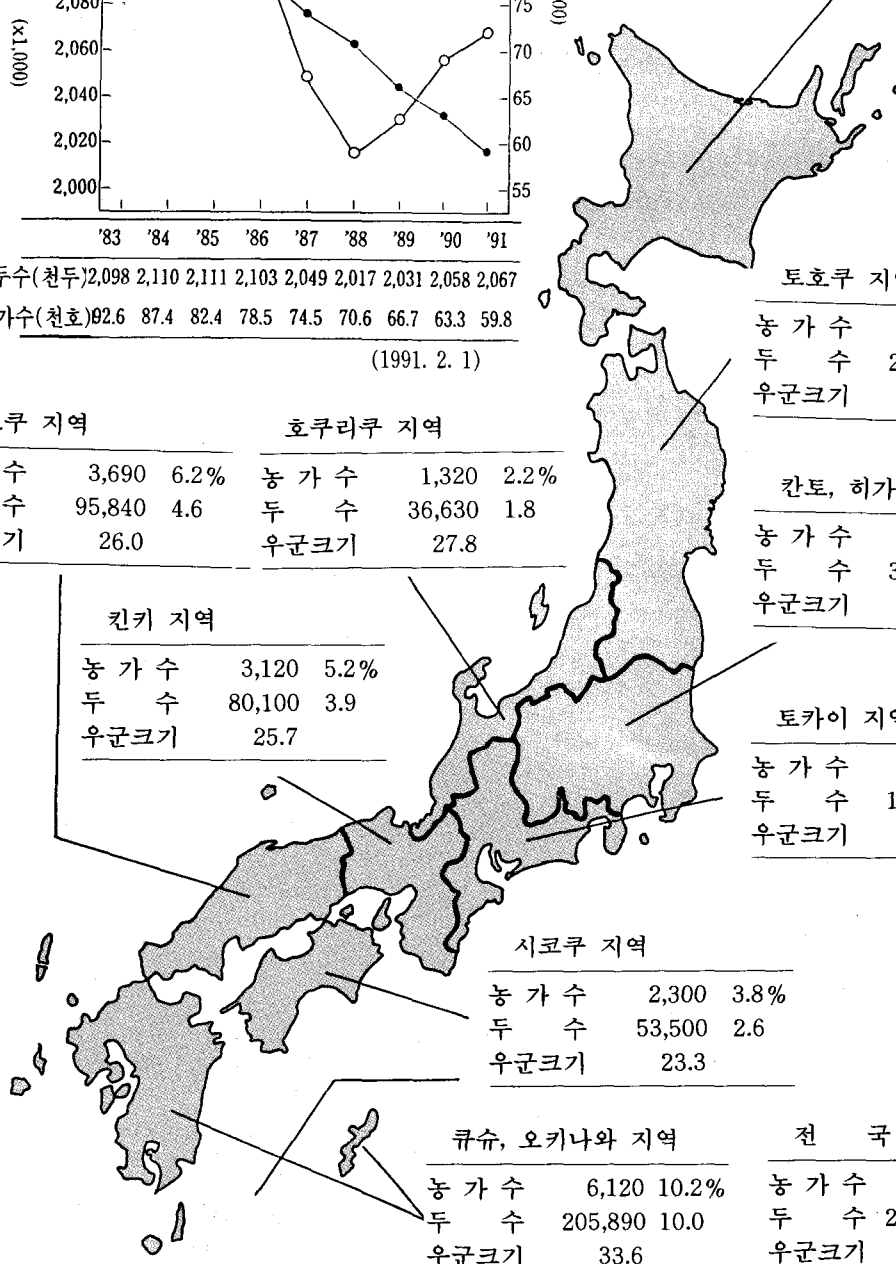 2,080
75
(x1,000)
2,060
70
2,040
65
2,020
60
2,000
55
'83 '84 '85 '86 '87 '88 '89 '90 '91
두수(천두) 2,098 2,110 2,111 2,103 2,049 2,017 2,031 2,058 2,067
가수(천호) 92.6 87.4 82.4 78.5 74.5 70.6 66.7 63.3 59.8
(1991. 2. 1)
토호쿠 지역
농 가 수
두 수 2
우군크기
쿠 지역
수 3,690 6.2%
수 95,840 4.6
기 26.0
호쿠리쿠 지역
농 가 수 1,320 2.2%
두 수 36,630 1.8
우군크기 27.8
칸토, 히가
농 가 수
두 수 3
우군크기
킨키 지역
농 가 수 3,120 5.2%
두 수 80,100 3.9
우군크기 25.7
토카이 지역
농 가 수
두 수 1
우군크기
시코쿠 지역
농 가 수 2,300 3.8%
두 수 53,500 2.6
우군크기 23.3
큐슈, 오키나와 지역
농 가 수 6,120 10.2%
두 수 205,890 10.0
우군크기 33.6
전 국
농 가 수
두 수 2
우군크기